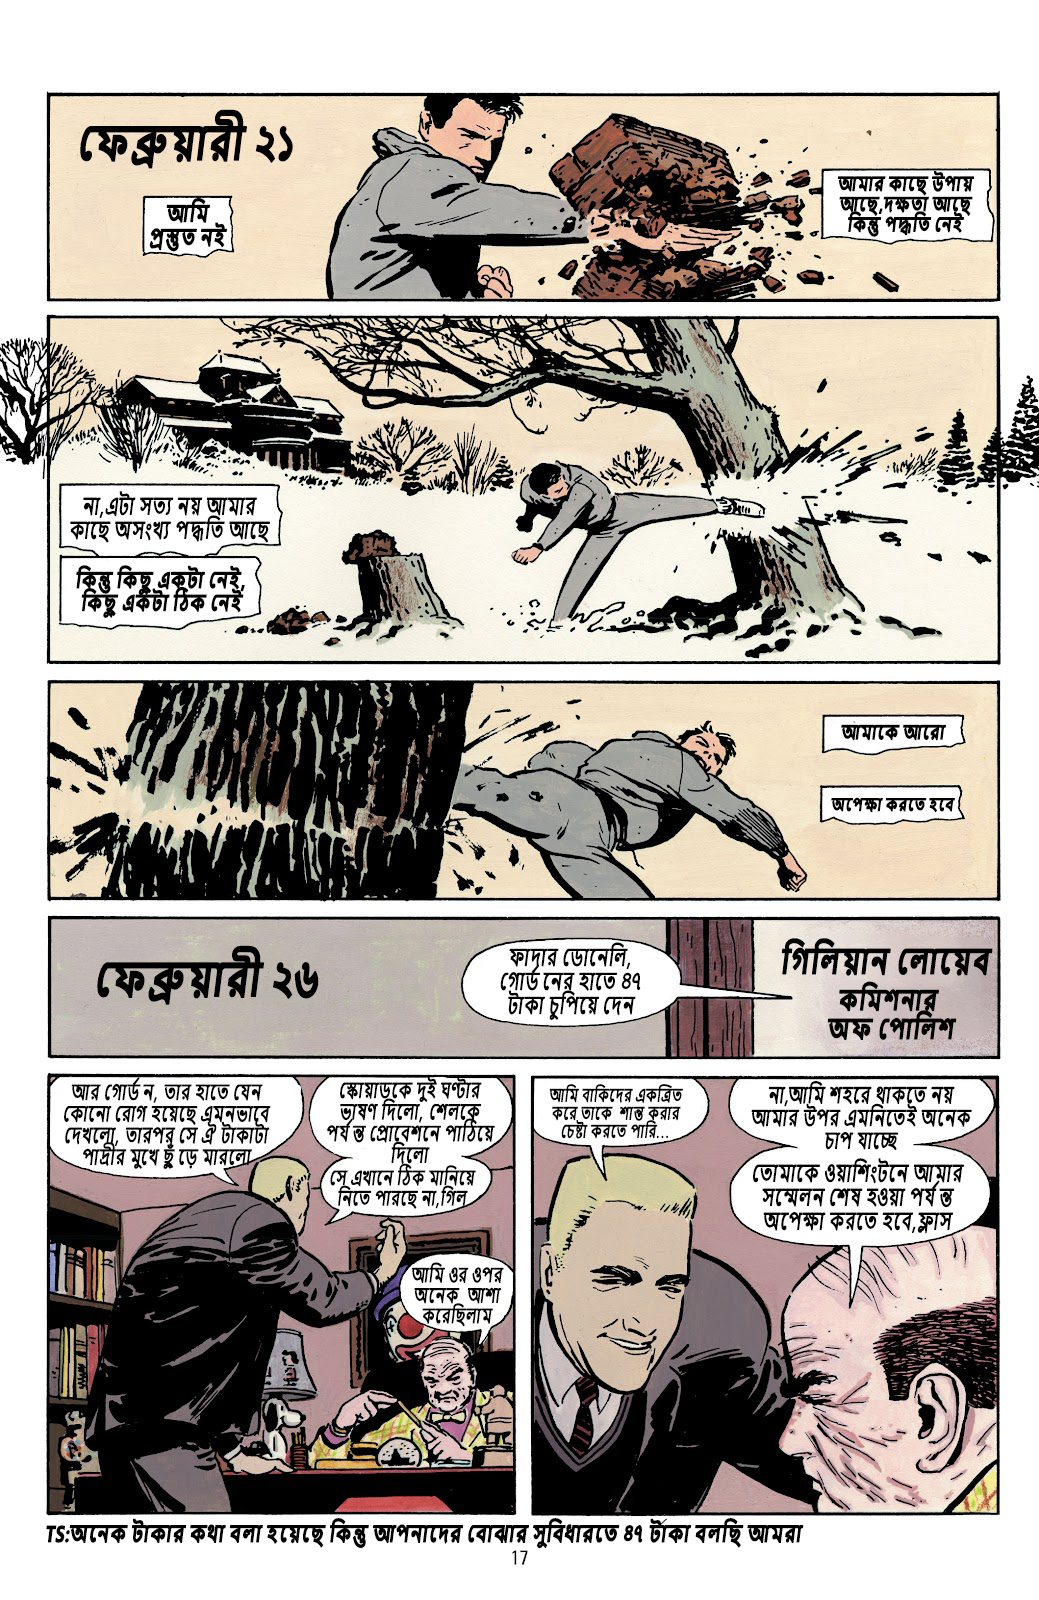 ফেব্রুয়ারী ২১
আমি
প্রস্তুত নই
আমার কাছে উপায়
আছে,দক্ষতা আছে
কিন্তু পদ্ধতি নেই
না,এটা সত্য নয় আমার
কাছে অসংখ্য পদ্ধতি আছে
কিন্তু কিছু একটা নেই,
কিছু একটা ঠিক নেই
আমাকে আরো
অপেক্ষা করতে হবে
ফেব্রুয়ারী ২৬
ফাদার ডোনেলি,
গোর্ডনের হাতে ৪৭
টাকা চুপিয়ে দেন
গিলিয়ান লোয়েব
কমিশনার
অফ পোলিশ
আর গোর্ডন, তার হাতে যেন
কোনো রোগ হয়েছে এমনভাবে
দেখলো, তারপর সে ঐ টাকাটা
পাদ্রীর মুখে ছুঁড়ে মারলো
স্কোয়াডকে দুই ঘণ্টার
ভাষণ দিলো, শেলকে
পর্যন্ত প্রোবেশনে পাঠিয়ে
দিলো
সে এখানে ঠিক মানিয়ে
নিতে পারছে না,গিল
আমি ওর ওপর
অনেক আশা
করেছিলাম
আমি বাকিদের একত্রিত
করে তাকে শান্ত করার
চেষ্টা করতে পারি...
না,আমি শহরে থাকতে নয়
আমার উপর এমনিতেই অনেক
চাপ যাচ্ছে
তোমাকে ওয়াশিংটনে আমার
সম্মেলন শেষ হওয়া পর্যন্ত
অপেক্ষা করতে হবে,ফ্লাস
TS:অনেক টাকার কথা বলা হয়েছে কিন্তু আপনাদের বোঝার সুবিধারতে ৪৭ টাকা বলছি আমরা
17